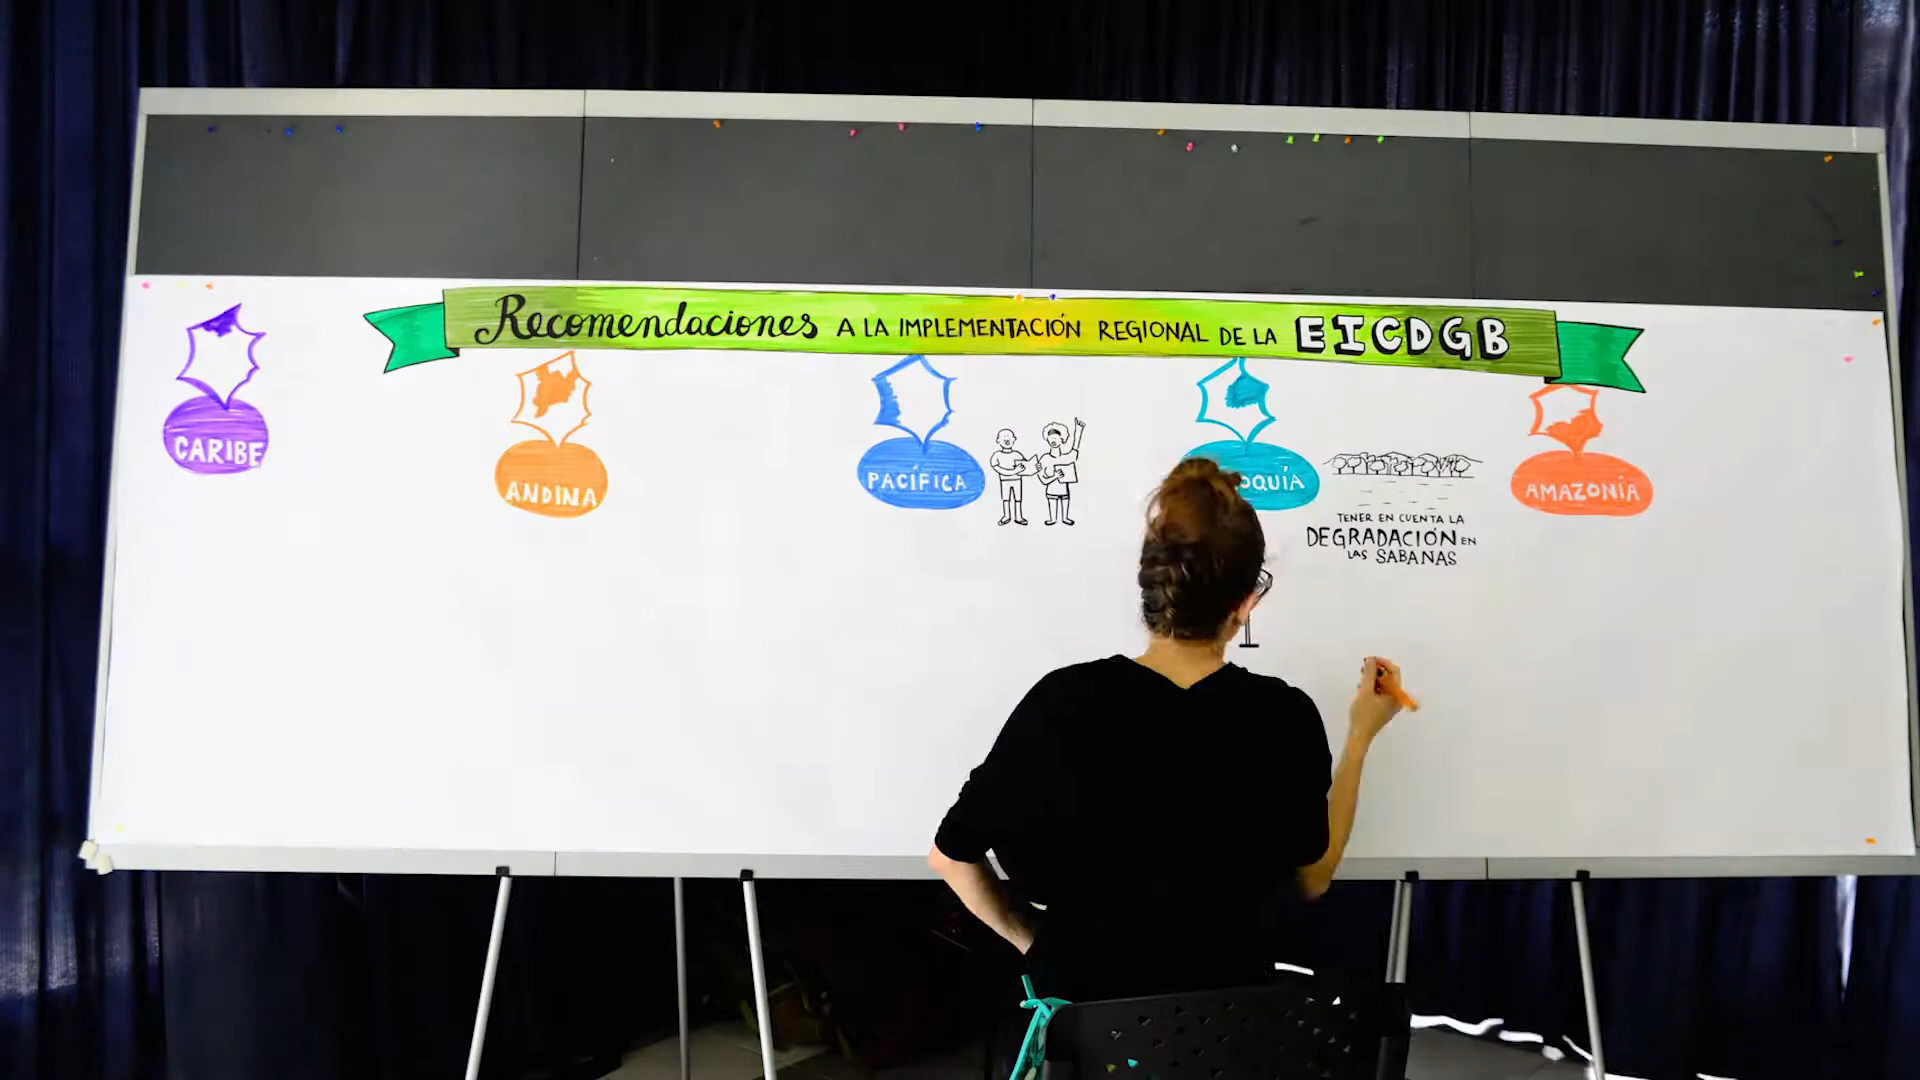 Recomendaciones A LA IMPLEMENTACIÓN REGIONAL DE LA EICDGB
CARIBE
ANDINA
PACÍFICA
AMAZONÍA
TENER EN CUENTA LA
DEGRADACIÓN EN
LAS SABANAS